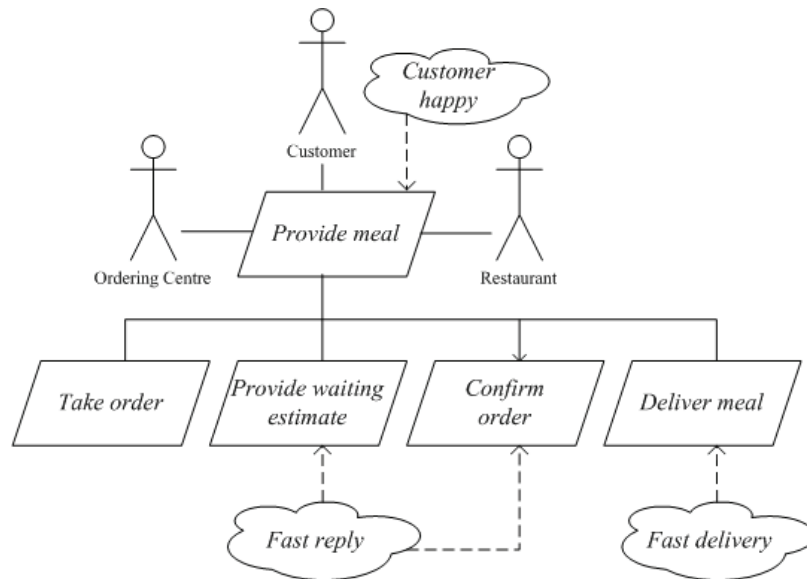 Customer
happy
Customer
Provide meal
Ordering Centre
Restaurant
Take order
Provide waiting
estimate
Confirm
order
Deliver meal
Fast reply
Fast delivery